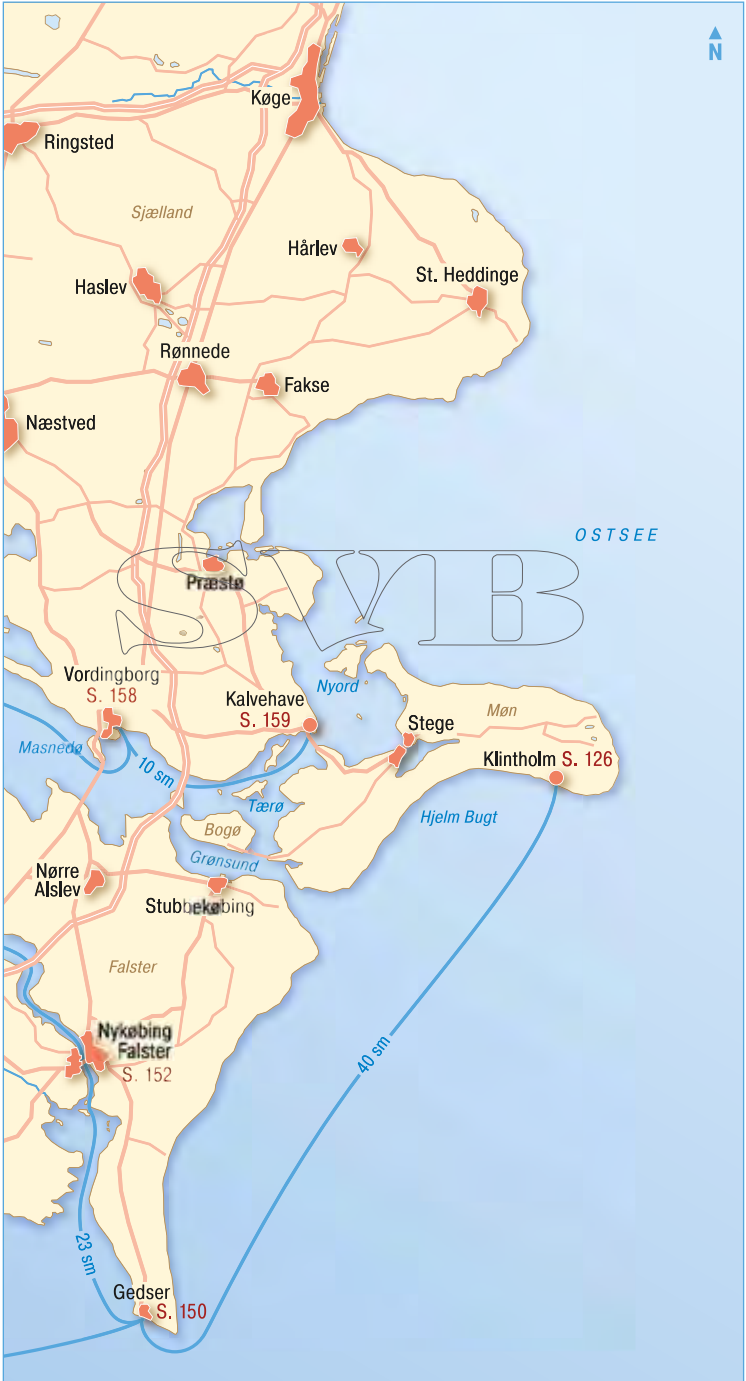 N
Køge
Ringsted
Sjælland
Hårlev
St. Heddinge
Haslev
Rønnede
Fakse
Næstved
OSTSEE
SVB
Præstø
Vordingborg
S. 158
Nyord
Kalvehave
S. 159
Stege
Møn
Masnedø
10 sm
Klintholm S. 126
Tærø
Hjelm Bugt
Bogø
Grønsund
Nørre
Alslev
Stubbekøbing
Falster
Nykøbing
Falster
S. 152
40 sm
23 sm
Gedser
S. 150